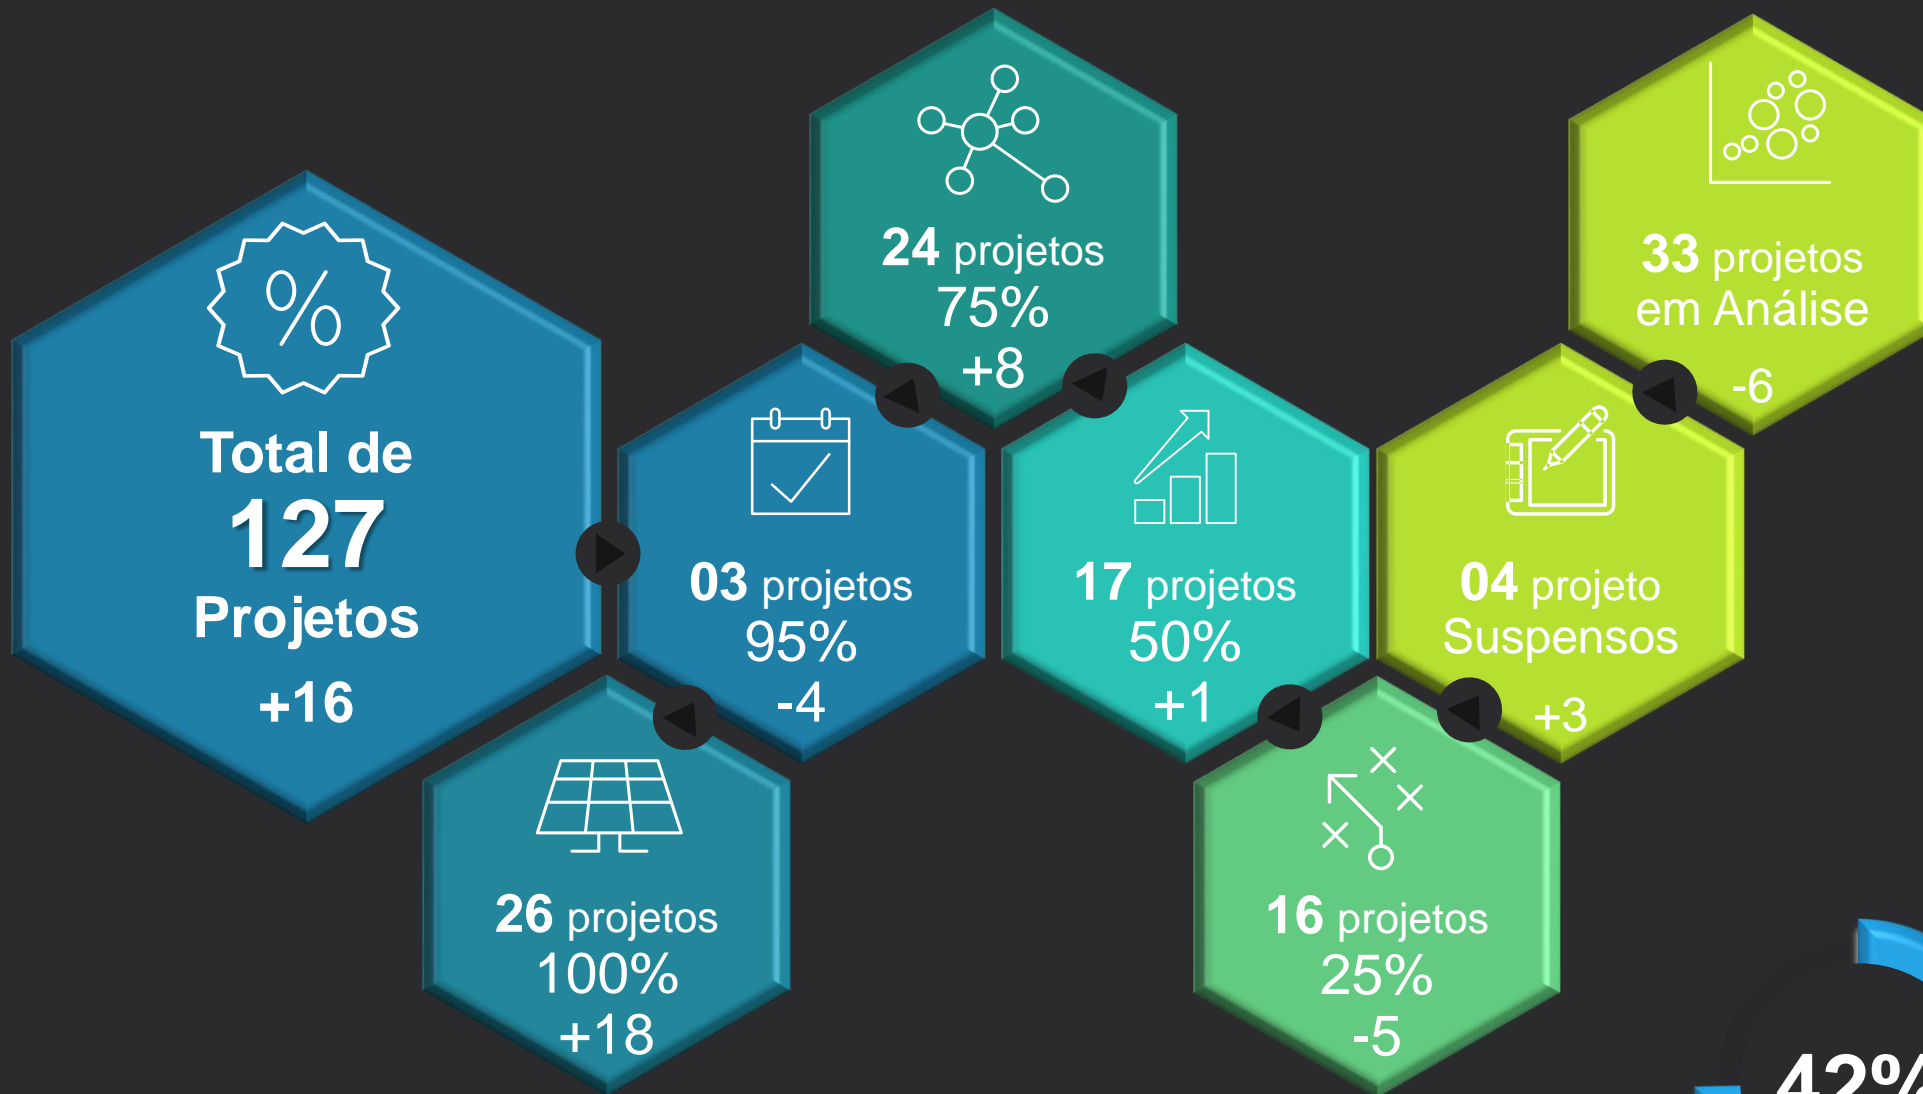 Total de
127
Projetos
+16
26 projetos
100%
+18
03 projetos
95%
-4
24 projetos
75%
+8
17 projetos
50%
+1
16 projetos
25%
-5
04 projeto
Suspensos
+3
33 projetos
em Análise
-6
42%